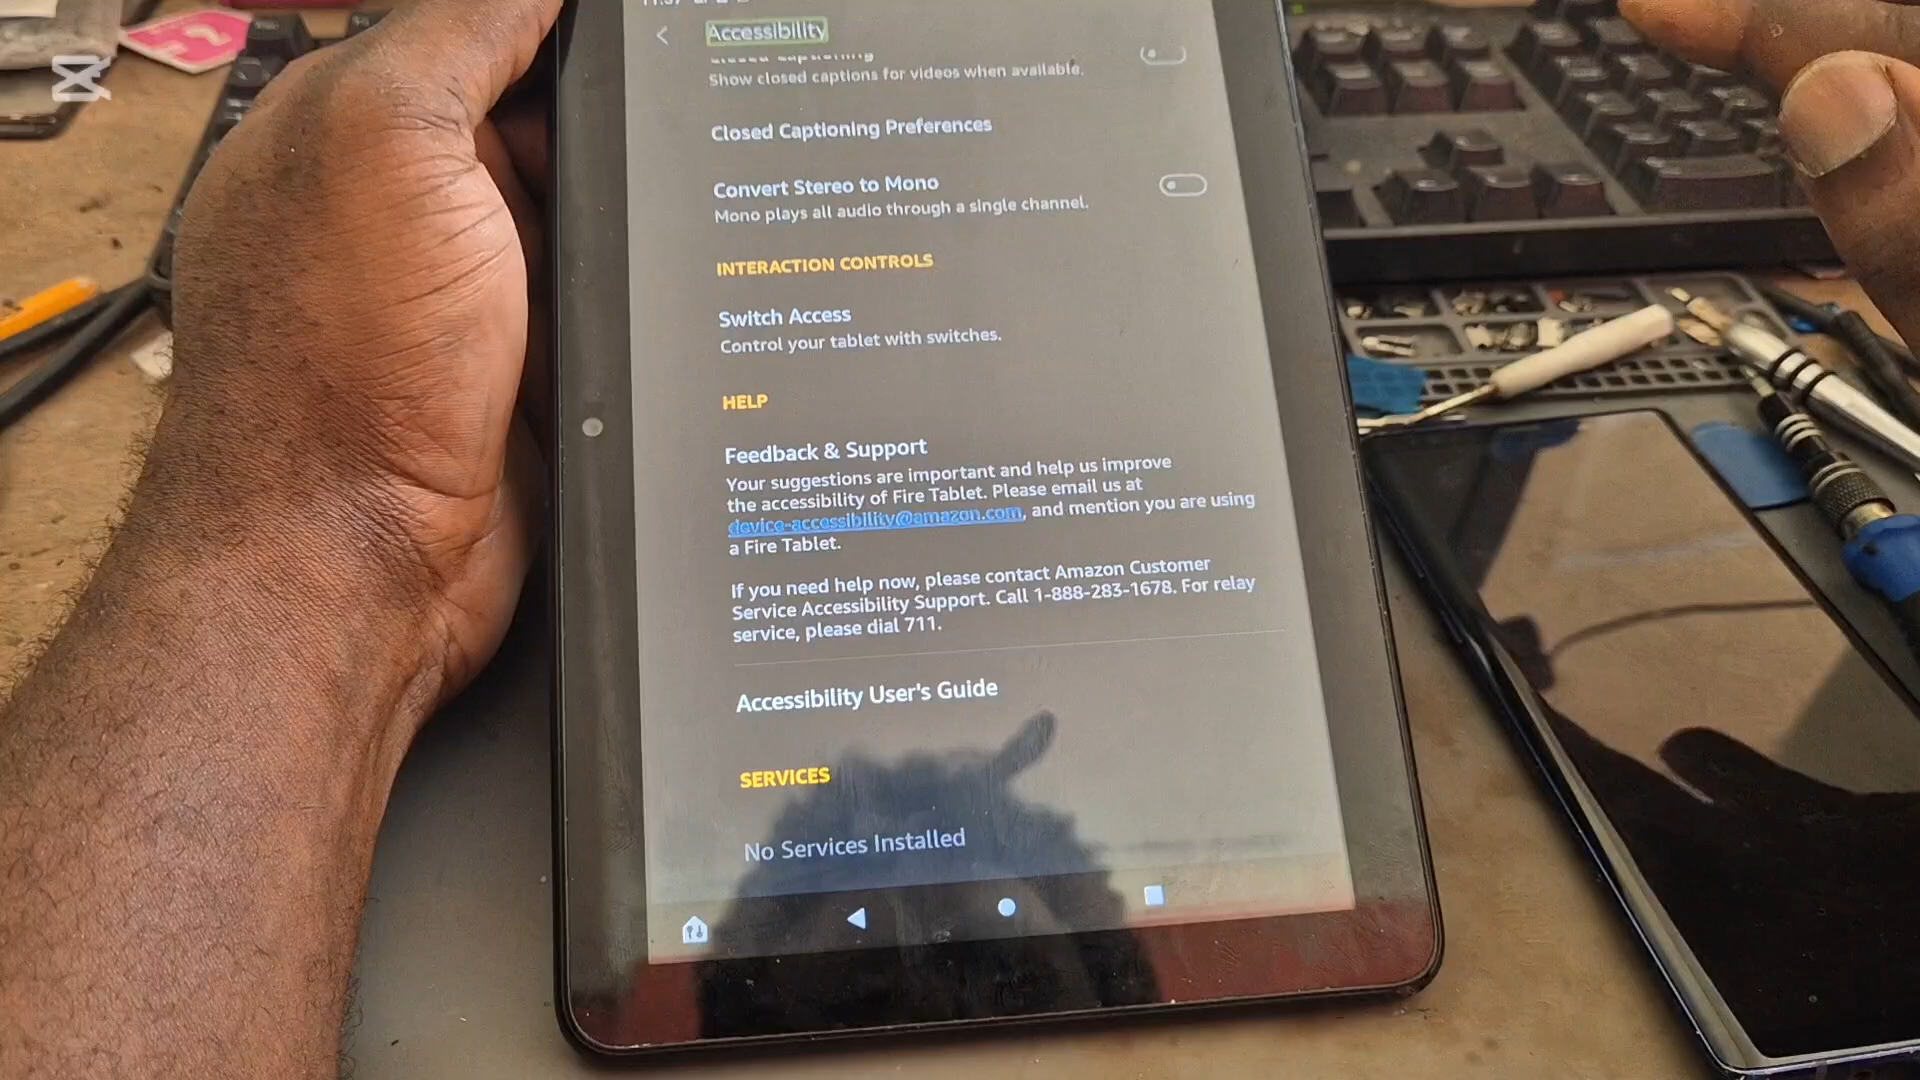 Accessibility
Closed Captioning
Show closed captions for videos when available.
Closed Captioning Preferences
Convert Stereo to Mono
Mono plays all audio through a single channel.
INTERACTION CONTROLS
Switch Access
Control your tablet with switches.
HELP
Feedback & Support
Your suggestions are important and help us improve
the accessibility of Fire Tablet. Please email us at
device-accessibility@amazon.com, and mention you are using
a Fire Tablet.
If you need help now, please contact Amazon Customer
Service Accessibility Support. Call 1-888-283-1678. For relay
service, please dial 711.
Accessibility User's Guide
SERVICES
No Services Installed